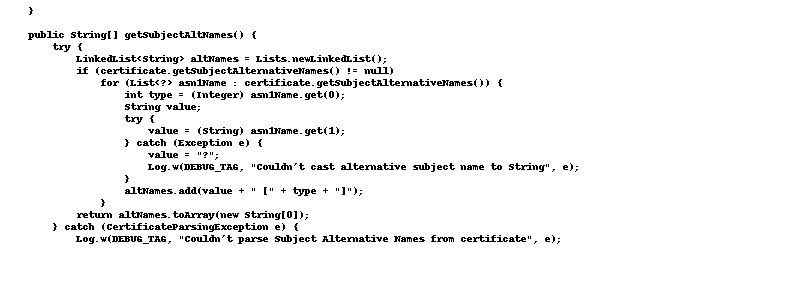 }
public String[] getSubjectAltNames() {
try {
LinkedList<String> altNames = Lists.newLinkedList();
if (certificate.getSubjectAlternativeNames() != null)
for (List<?> asn1Name : certificate.getSubjectAlternativeNames()) {
int type = (Integer) asn1Name.get(0);
String value;
try {
value = (String) asn1Name.get(1);
} catch (Exception e) {
value = "?";
Log.w(DEBUG_TAG, "Couldn't cast alternative subject name to String", e);
}
altNames.add(value + " [" + type + "]");
}
return altNames.toArray(new String[0]);
} catch (CertificateParsingException e) {
Log.w(DEBUG_TAG, "Couldn't parse Subject Alternative Names from certificate", e);